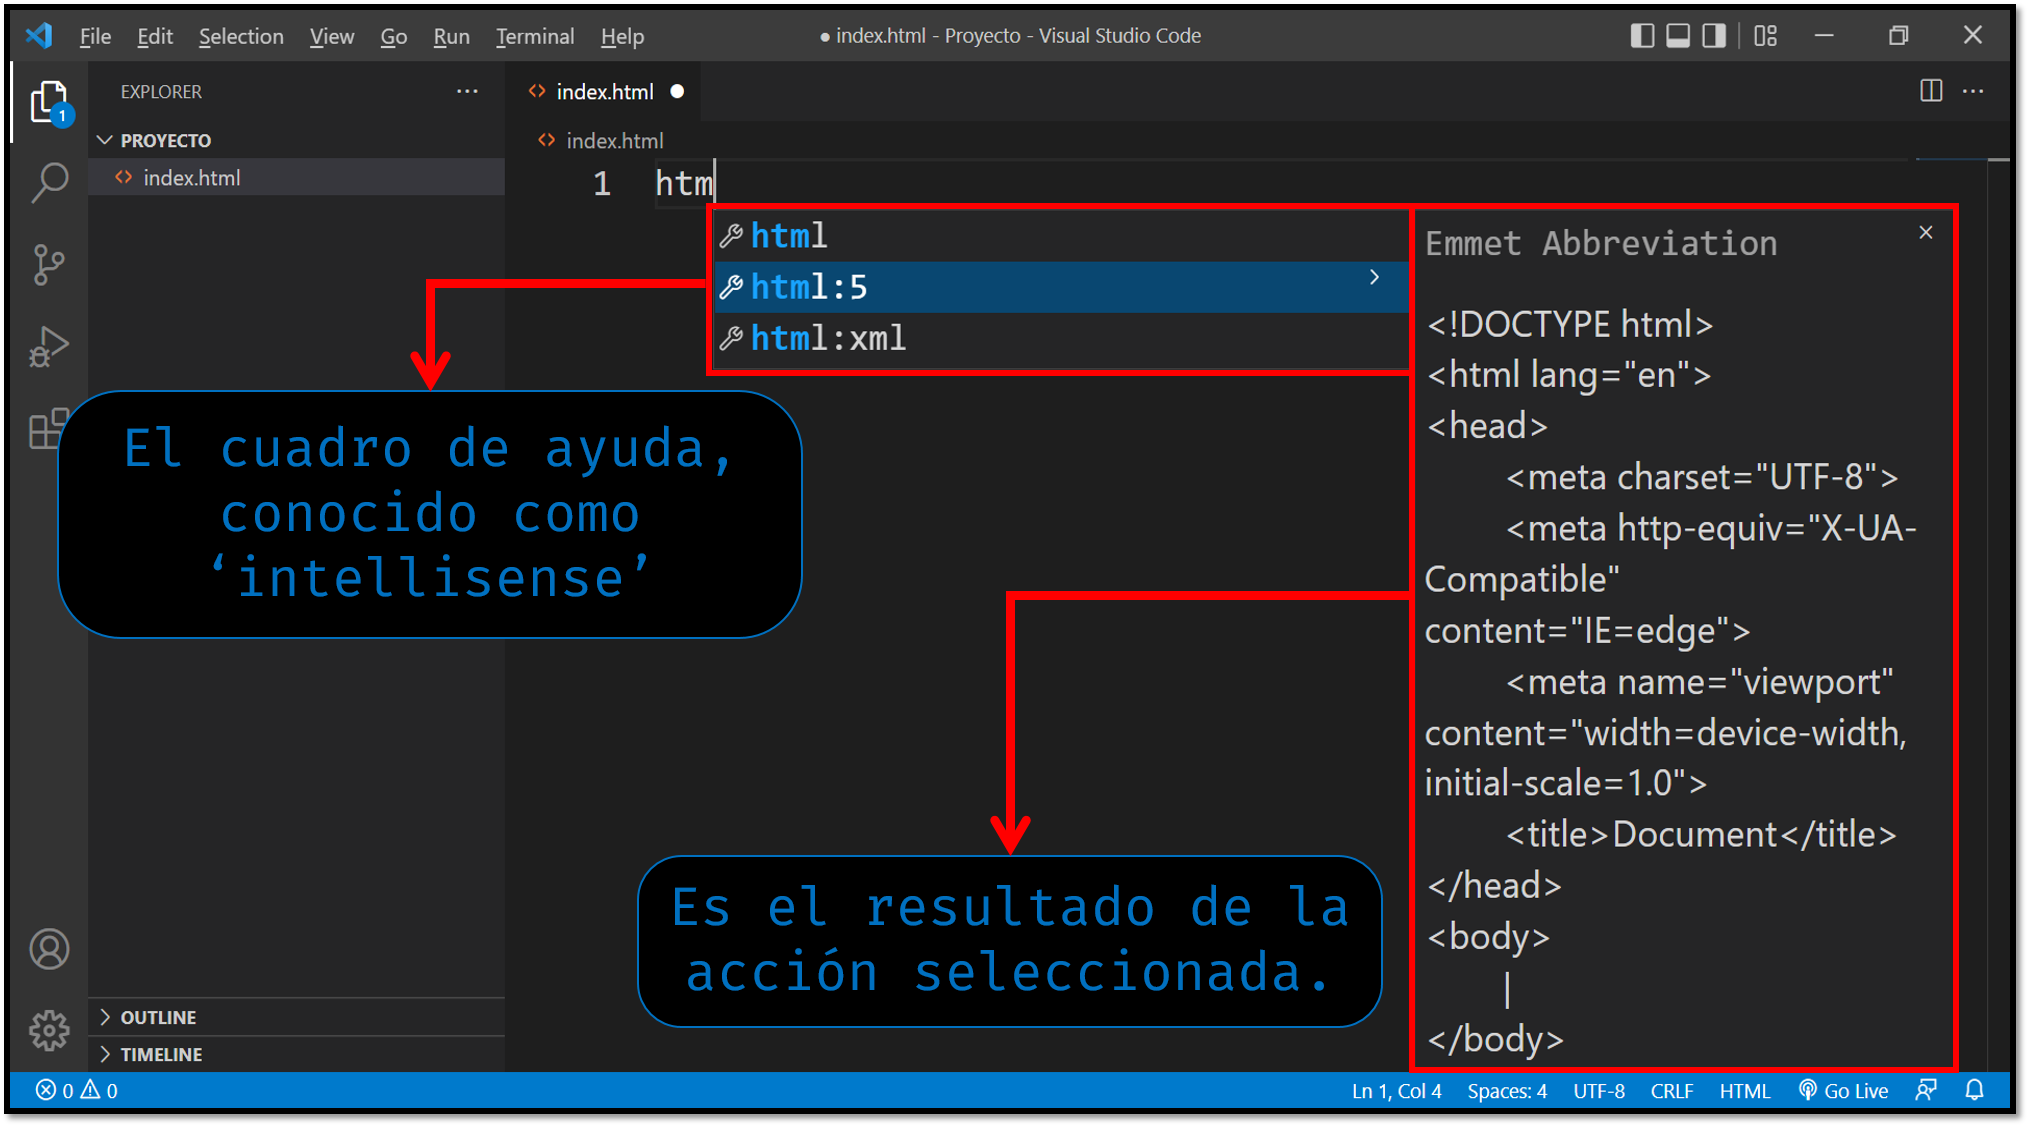 File Edit Selection View Go Run Terminal Help
● index.html - Proyecto - Visual Studio Code
EXPLORER
1
PROYECTO
index.html
OUTLINE
TIMELINE
index.html
index.html
1 htm
html
html:5
html:xml
Emmet Abbreviation
<!DOCTYPE html>
<html lang="en">
<head>
<meta charset="UTF-8">
<meta http-equiv="X-UA-
Compatible"
content="IE=edge">
<meta name="viewport"
content="width=device-width,
initial-scale=1.0">
<title>Document</title>
</head>
<body>
|
</body>
El cuadro de ayuda,
conocido como
‘intellisense’
Es el resultado de la
acción seleccionada.
0 0
Ln 1, Col 4 Spaces: 4 UTF-8 CRLF HTML Go Live